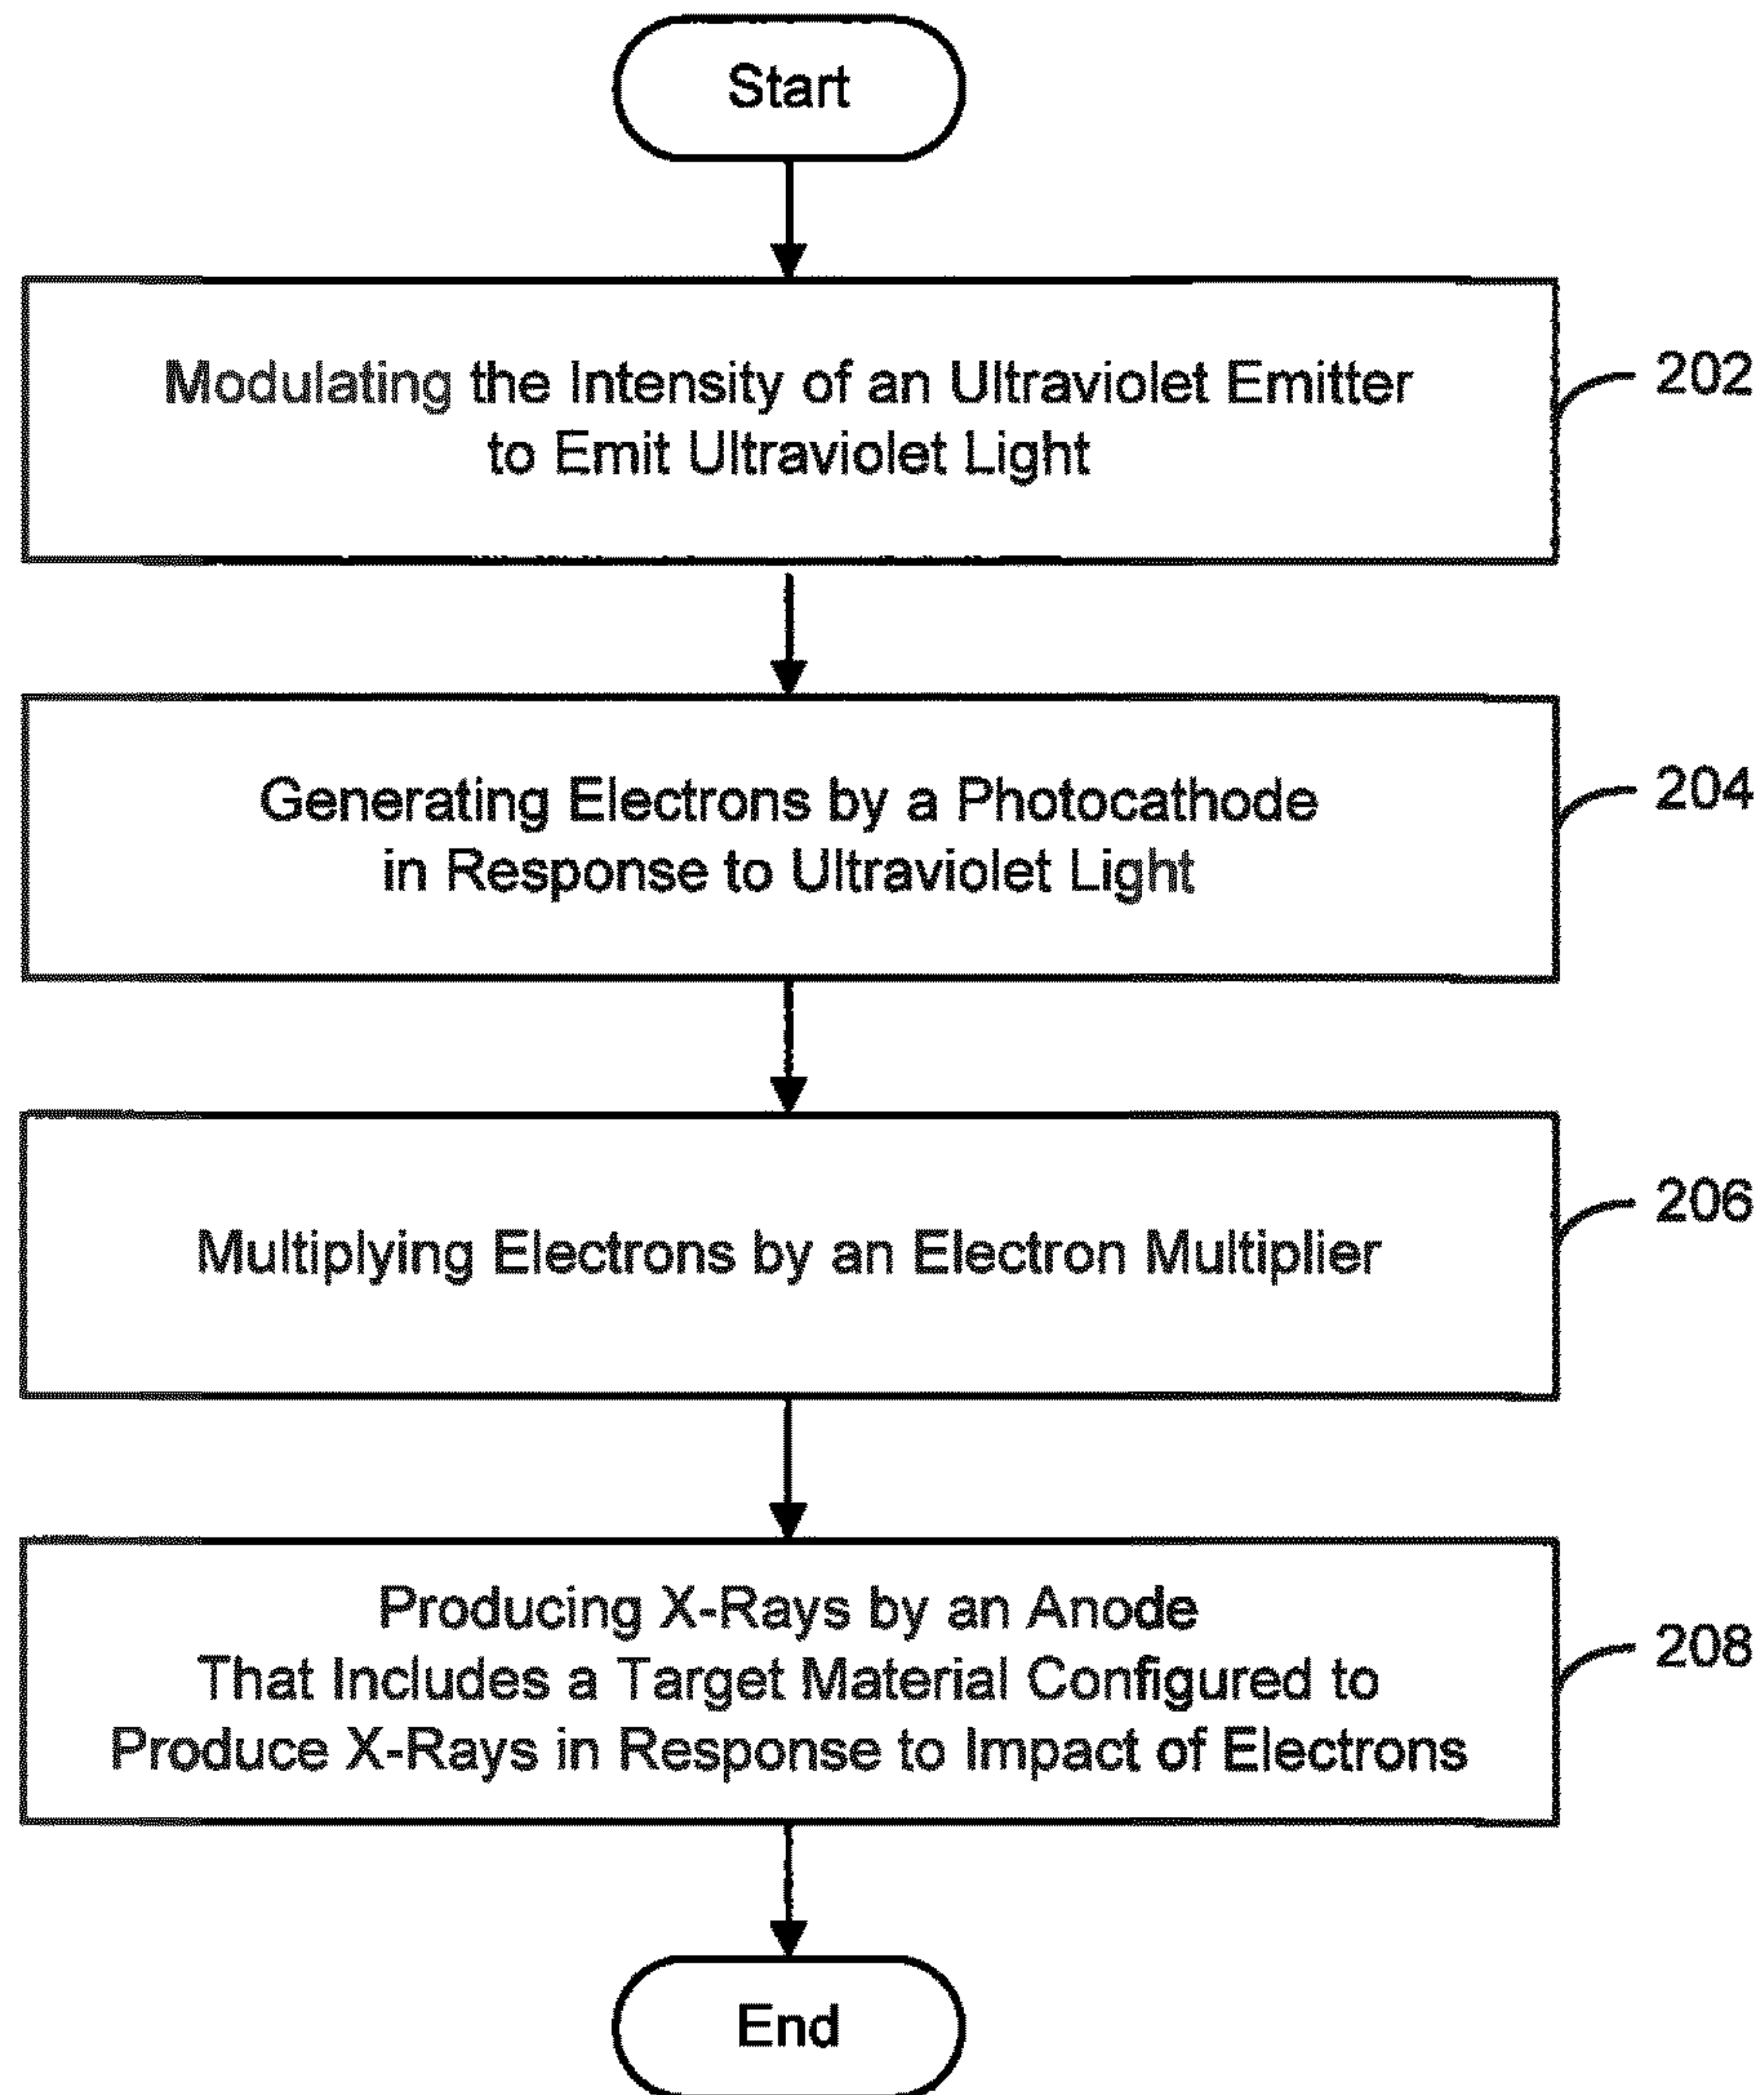 Start
Modulating the Intensity of an Ultraviolet Emitter
to Emit Ultraviolet Light
202
Generating Electrons by a Photocathode
in Response to Ultraviolet Light
204
Multiplying Electrons by an Electron Multiplier
206
Producing X-Rays by an Anode
That Includes a Target Material Configured to
Produce X-Rays in Response to Impact of Electrons
208
End